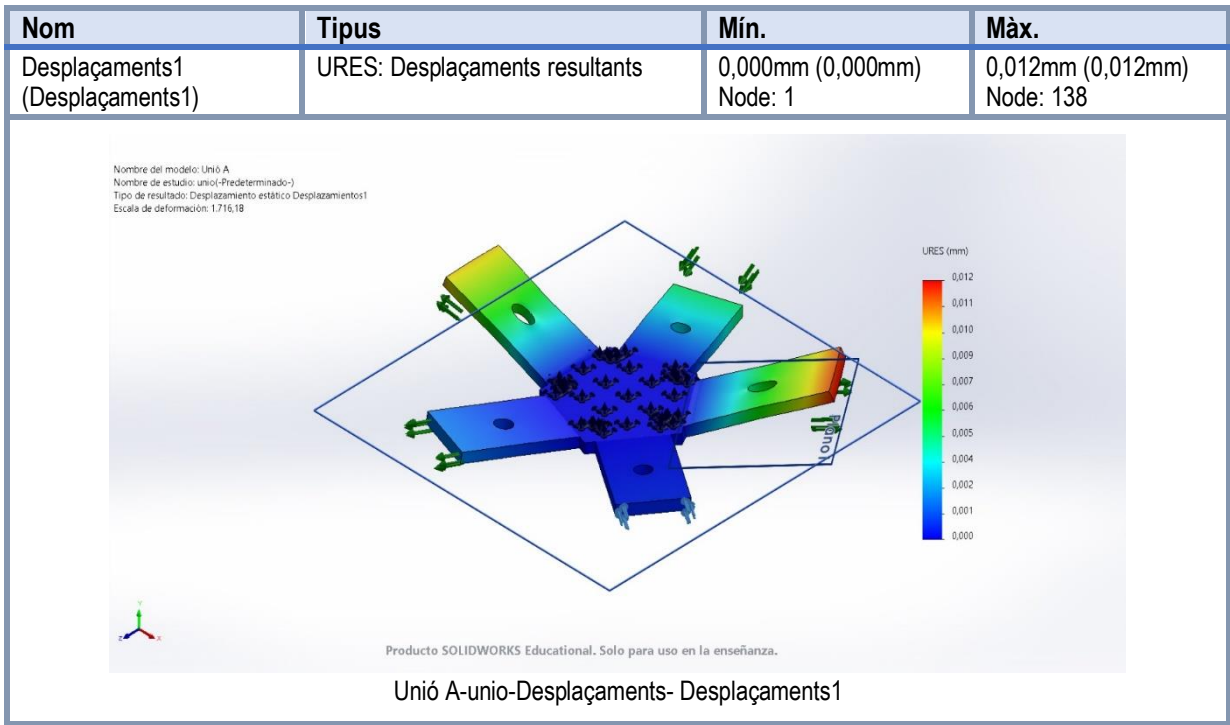 Nom Tipus Mín. Màx.
Desplaçaments1 URES: Desplaçaments resultants 0,000mm (0,000mm) 0,012mm (0,012mm)
(Desplaçaments1) Node: 1 Node: 138
Nombre del modelo: Unió A
Nombre de estudio: unio(-Predeterminado-)
Tipo de resultado: Desplazamiento estático Desplazamientos1
Escala de deformación: 1.716,18
URES (mm)
0,012
0,011
0,010
0,009
0,007
0,006
0,005
0,004
0,002
0,001
0,000
Y
Z X
Producto SOLIDWORKS Educational. Solo para uso en la enseñanza.
Unió A-unio-Desplaçaments- Desplaçaments1